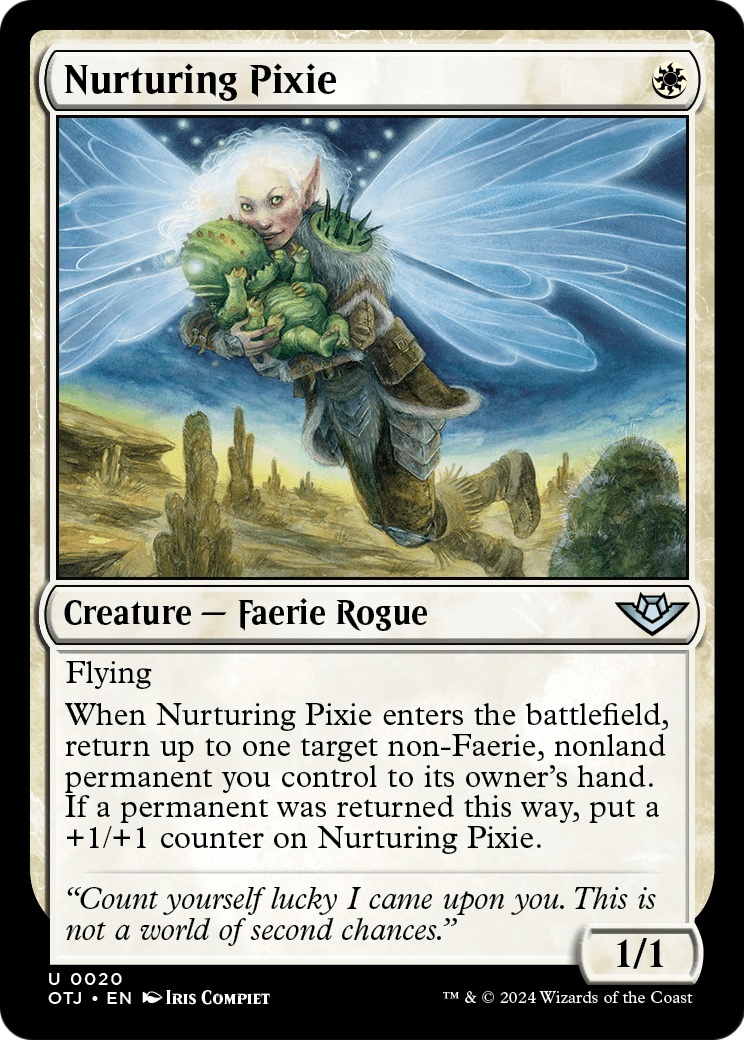 Nurturing Pixie
Creature — Faerie Rogue
Flying
When Nurturing Pixie enters the battlefield,
return up to one target non-Faerie, nonland
permanent you control to its owner's hand.
If a permanent was returned this way, put a
+1/+1 counter on Nurturing Pixie.
“Count yourself lucky I came upon you. This is
not a world of second chances.”
1/1
U 0020
OTJ • EN Iris Compiet
™ & © 2024 Wizards of the Coast